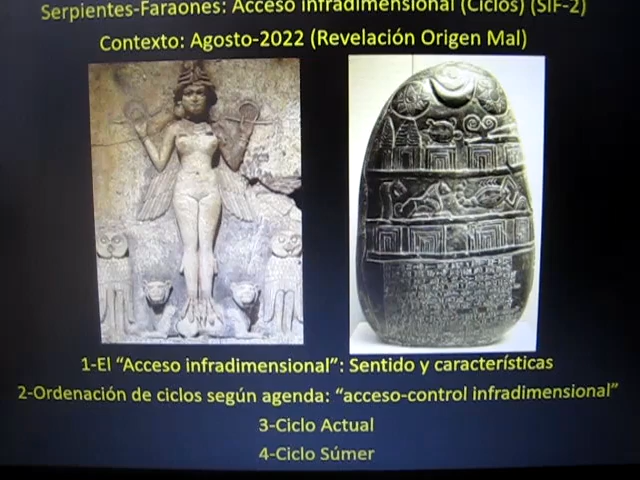 Serpientes-Faraones: Acceso infradimensional (Ciclos) (SIF-2)
Contexto: Agosto-2022 (Revelación Origen Mal)
1-El “Acceso infradimensional”: Sentido y características
2-Ordenación de ciclos según agenda: “acceso-control infradimensional”
3-Ciclo Actual
4-Ciclo Súmer